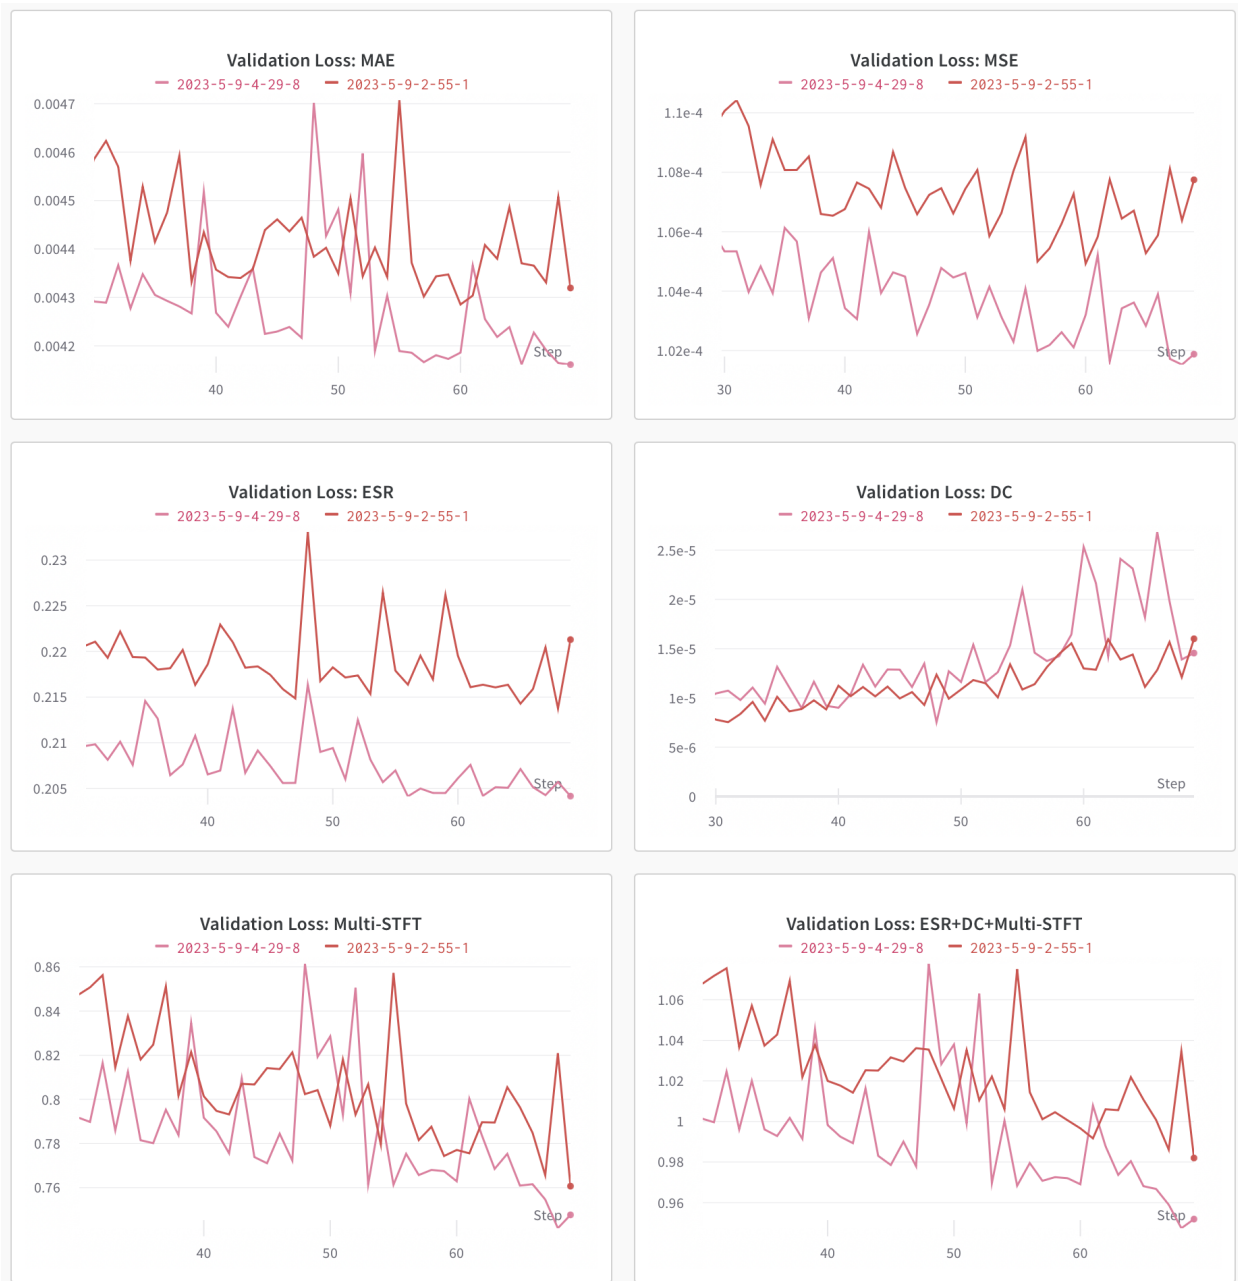 Validation Loss: MAE
2023-5-9-4-29-8 2023-5-9-2-55-1
0.0047
0.0046
0.0045
0.0044
0.0043
0.0042
Step
40 50 60
Validation Loss: MSE
2023-5-9-4-29-8 2023-5-9-2-55-1
1.1e-4
1.08e-4
1.06e-4
1.04e-4
1.02e-4
Step
30 40 50 60
Validation Loss: ESR
2023-5-9-4-29-8 2023-5-9-2-55-1
0.23
0.225
0.22
0.215
0.21
0.205
Step
40 50 60
Validation Loss: DC
2023-5-9-4-29-8 2023-5-9-2-55-1
2.5e-5
2e-5
1.5e-5
1e-5
5e-6
0
Step
30 40 50 60
Validation Loss: Multi-STFT
2023-5-9-4-29-8 2023-5-9-2-55-1
0.86
0.84
0.82
0.8
0.78
0.76
Step
40 50 60
Validation Loss: ESR+DC+Multi-STFT
2023-5-9-4-29-8 2023-5-9-2-55-1
1.06
1.04
1.02
1
0.98
0.96
Step
40 50 60